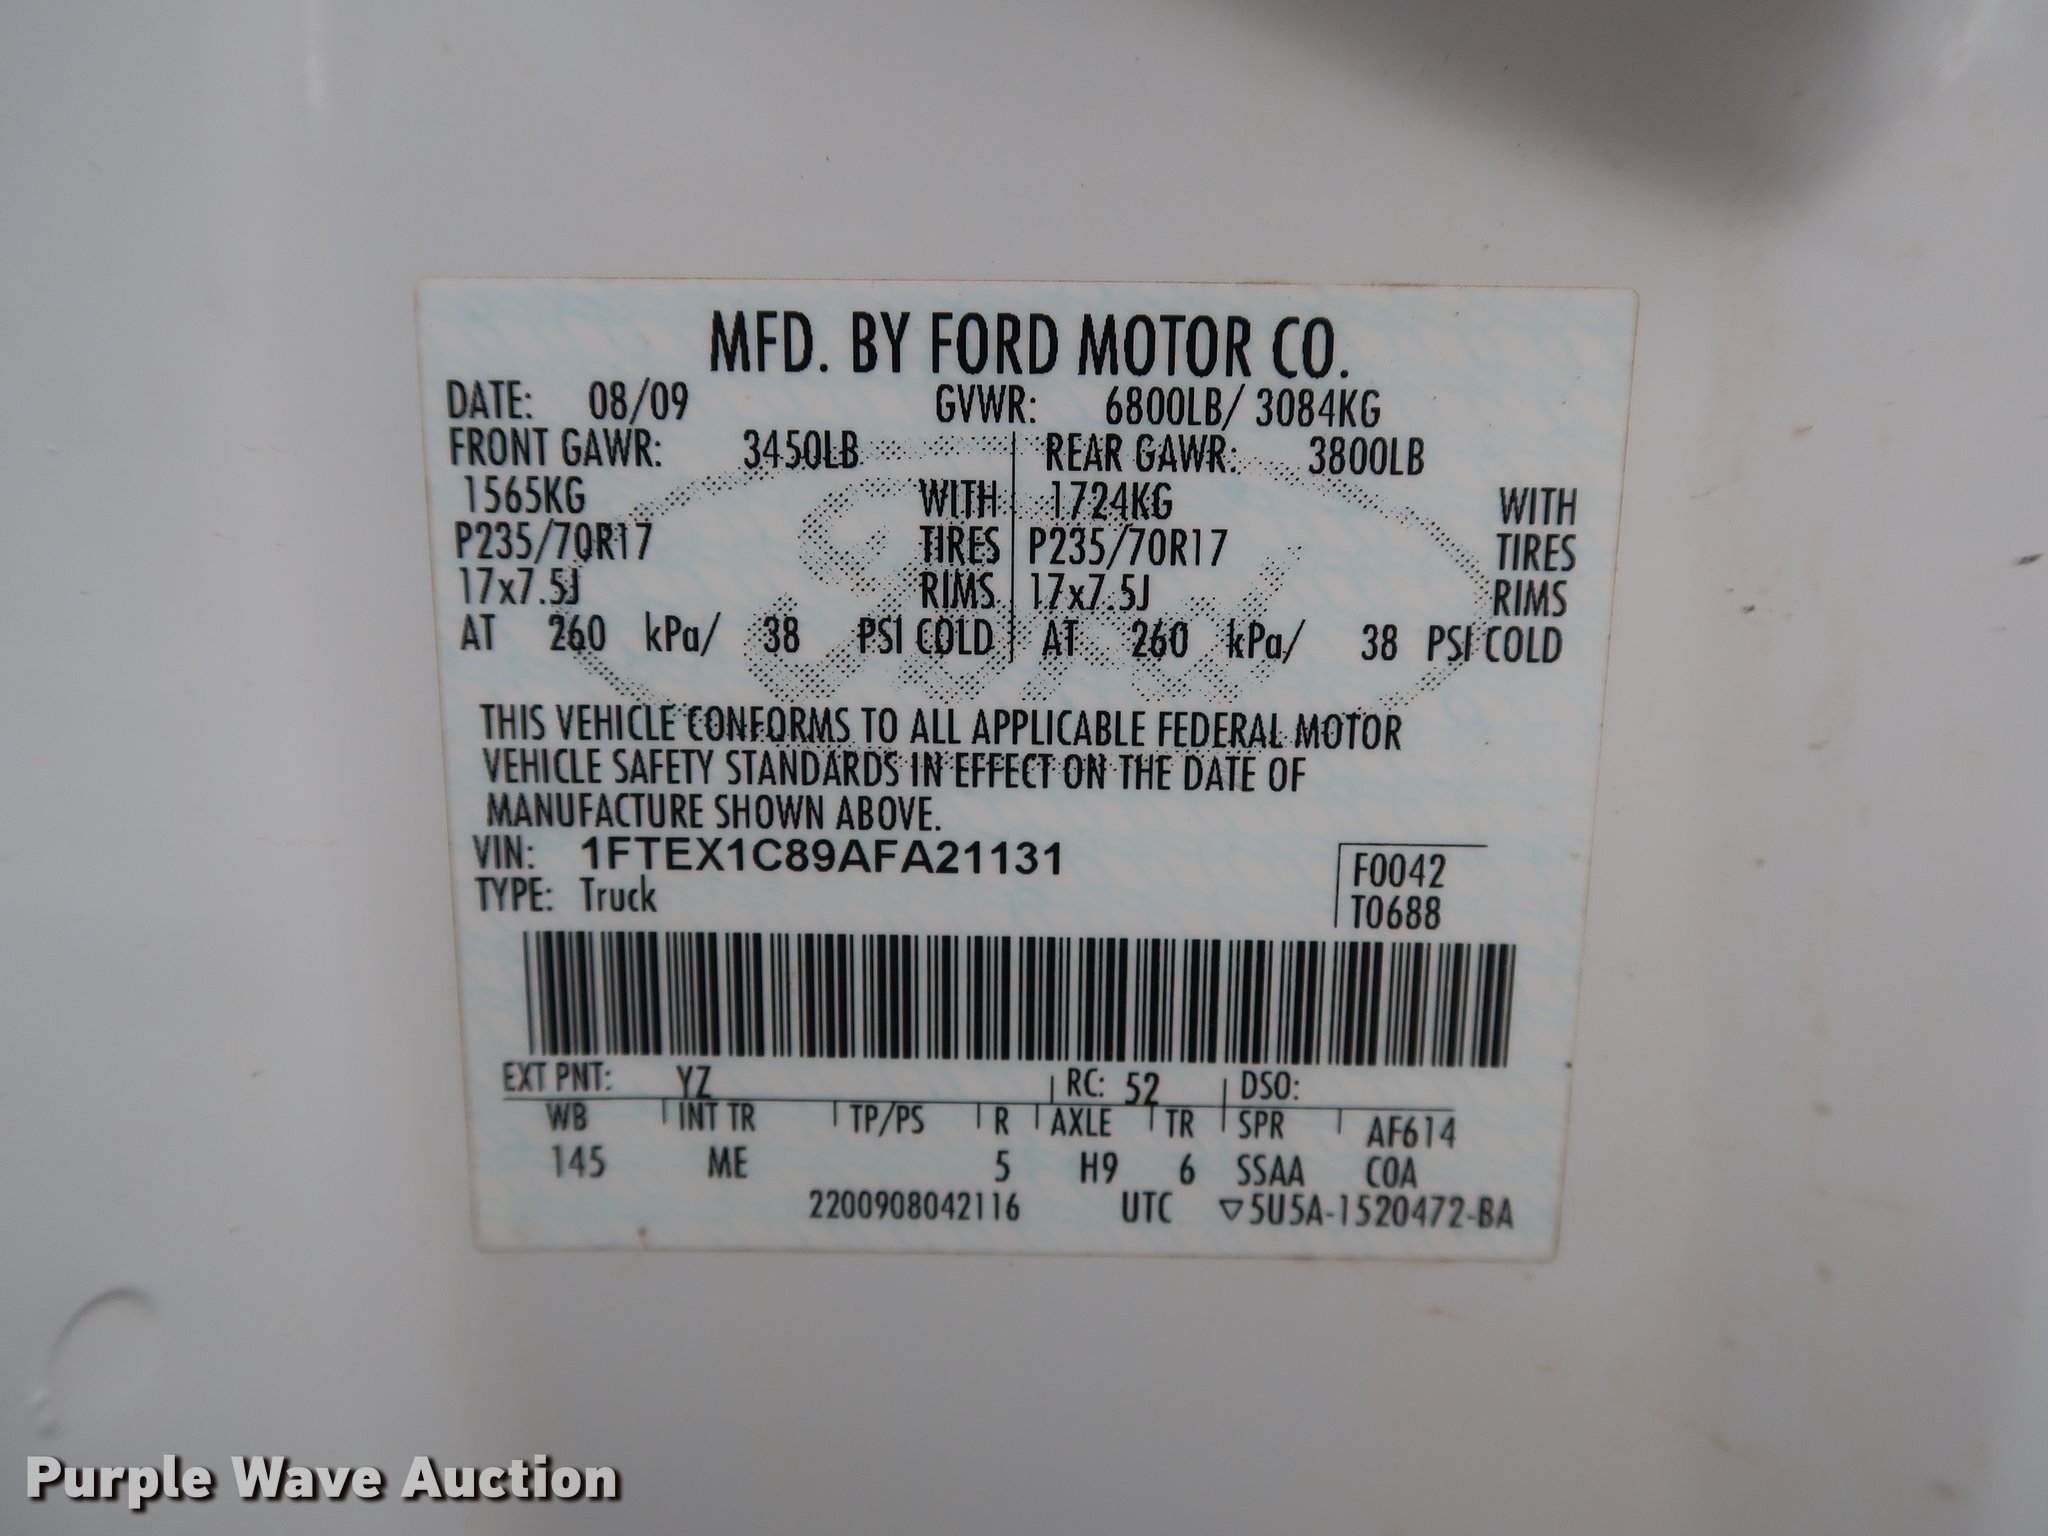 MFD. BY FORD MOTOR CO.
DATE: 08/09 GVWR: 6800LB/ 3084KG
FRONT GAWR: 3450LB REAR GAWR: 3800LB
1565KG WITH 1724KG WITH
P235/70R17 TIRES P235/70R17 TIRES
17x7.5J RIMS 17x7.5J RIMS
AT 260 kPa/ 38 PSI COLD AT 260 kPa/ 38 PSI COLD
Ford
THIS VEHICLE CONFORMS TO ALL APPLICABLE FEDERAL MOTOR
VEHICLE SAFETY STANDARDS IN EFFECT ON THE DATE OF
MANUFACTURE SHOWN ABOVE.
VIN: 1FTEX1C89AFA21131 F0042
TYPE: Truck T0688
EXT PNT: YZ RC: 52 DSO:
WB INT TR TP/PS R AXLE TR SPR AF614
145 ME 5 H9 6 SSAA COA
2200908042116 UTC ▽5U5A-1520472-BA
Purple Wave Auction